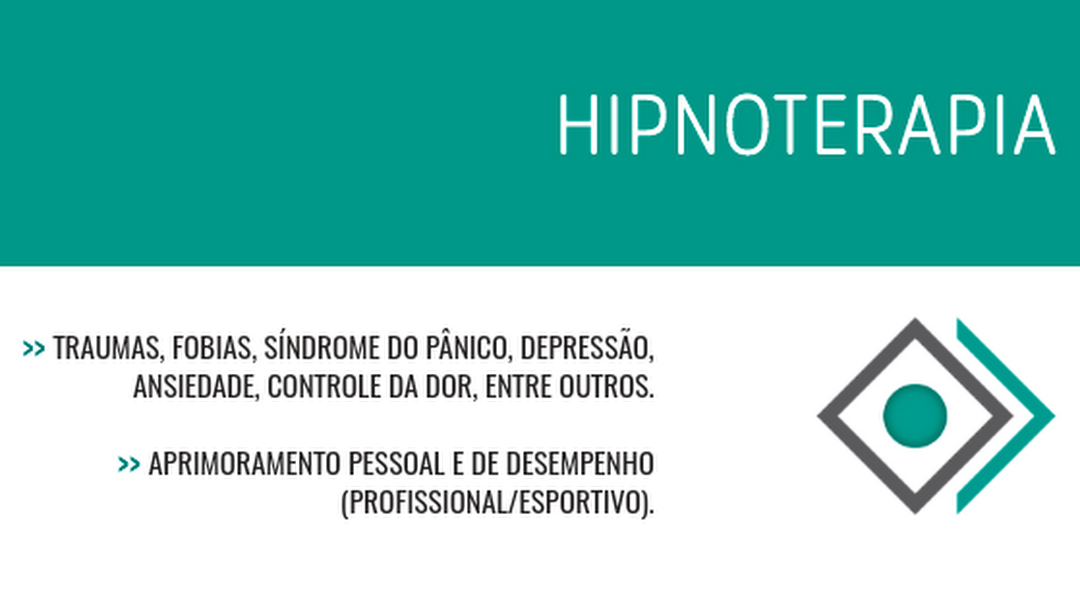 HIPNOTERAPIA
>> TRAUMAS, FOBIAS, SÍNDROME DO PÂNICO, DEPRESSÃO,
ANSIEDADE, CONTROLE DA DOR, ENTRE OUTROS.
>> APRIMORAMENTO PESSOAL E DE DESEMPENHO
(PROFISSIONAL/ESPORTIVO).